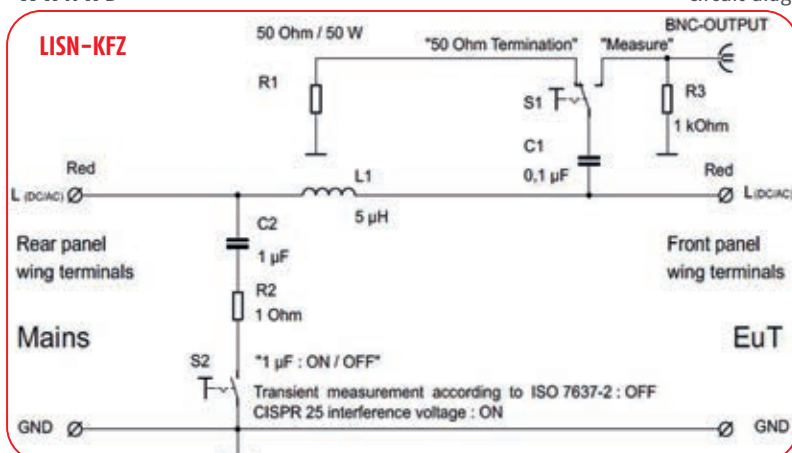 LISN-KFZ
50 Ohm / 50 W
"50 Ohm Termination"
"Measure"
BNC-OUTPUT
R1
S1
R3
1 kOhm
C1
0,1 µF
Red
L (DC/AC)
L1
5 µH
Red
L (DC/AC)
C2
1 µF
Rear panel
wing terminals
Front panel
wing terminals
R2
1 Ohm
Mains
EuT
S2
"1 µF : ON / OFF"
Transient measurement according to ISO 7637-2 : OFF
CISPR 25 interference voltage : ON
GND
GND